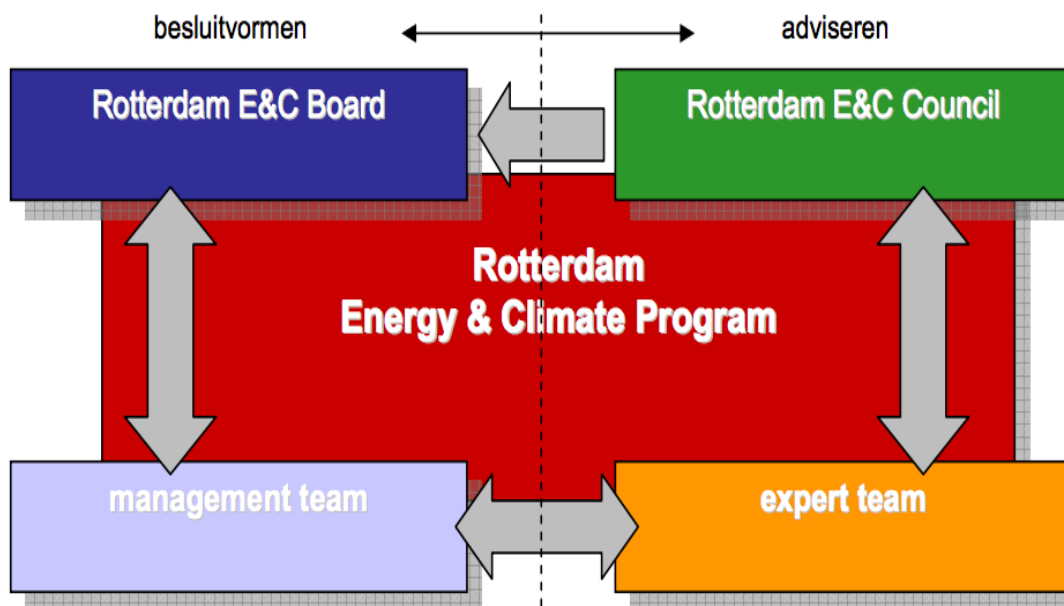 besluitvormen
adviseren
Rotterdam E&C Board
Rotterdam E&C Council
Rotterdam
Energy & Climate Program
management team
expert team